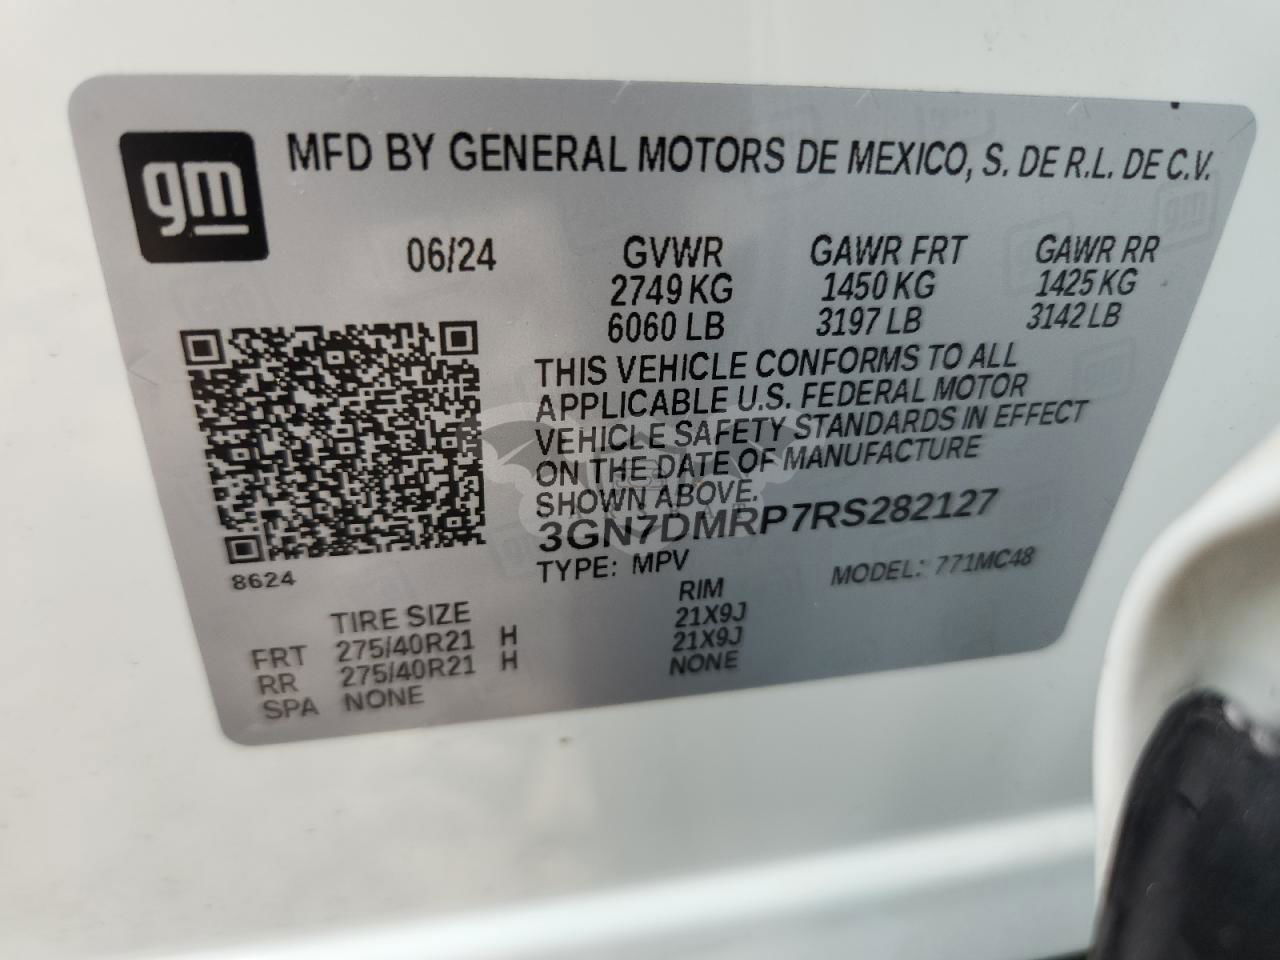 gm
MFD BY GENERAL MOTORS DE MEXICO, S. DE R.L. DE C.V.
06/24
GVWR GAWR FRT GAWR RR
2749 KG 1450 KG 1425 KG
6060 LB 3197 LB 3142 LB
THIS VEHICLE CONFORMS TO ALL
APPLICABLE U.S. FEDERAL MOTOR
VEHICLE SAFETY STANDARDS IN EFFECT
ON THE DATE OF MANUFACTURE
SHOWN ABOVE.
3GN7DMRP7RS282127
8624
TYPE: MPV MODEL: 771MC48
TIRE SIZE RIM
FRT 275/40R21 H 21X9J
RR 275/40R21 H 21X9J
SPA NONE NONE